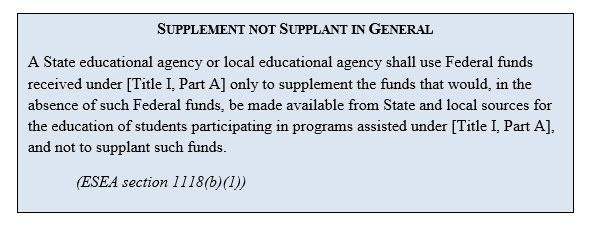 SUPPLEMENT NOT SUPPLANT IN GENERAL
A State educational agency or local educational agency shall use Federal funds
received under [Title I, Part A] only to supplement the funds that would, in the
absence of such Federal funds, be made available from State and local sources for
the education of students participating in programs assisted under [Title I, Part A],
and not to supplant such funds.
(ESEA section 1118(b)(1))